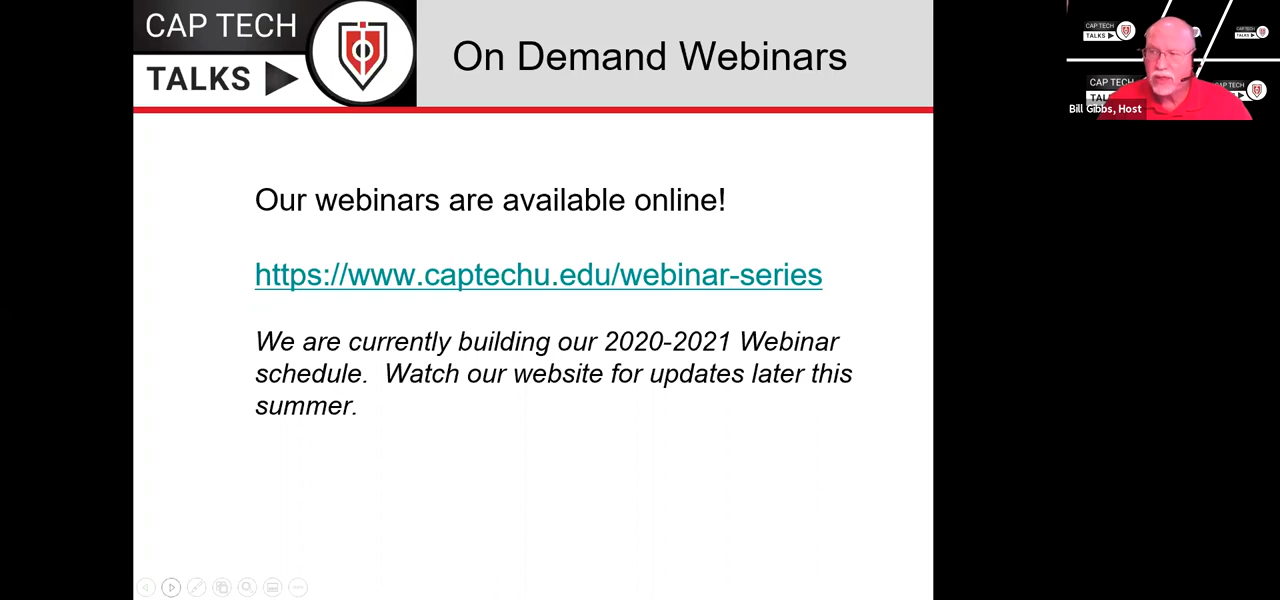 CAP TECH
TALKS
On Demand Webinars
Our webinars are available online!
https://www.captechu.edu/webinar-series
We are currently building our 2020-2021 Webinar
schedule. Watch our website for updates later this
summer.
CAP TECH
TALKS
CAP TECH
Bill Gibbs, Host